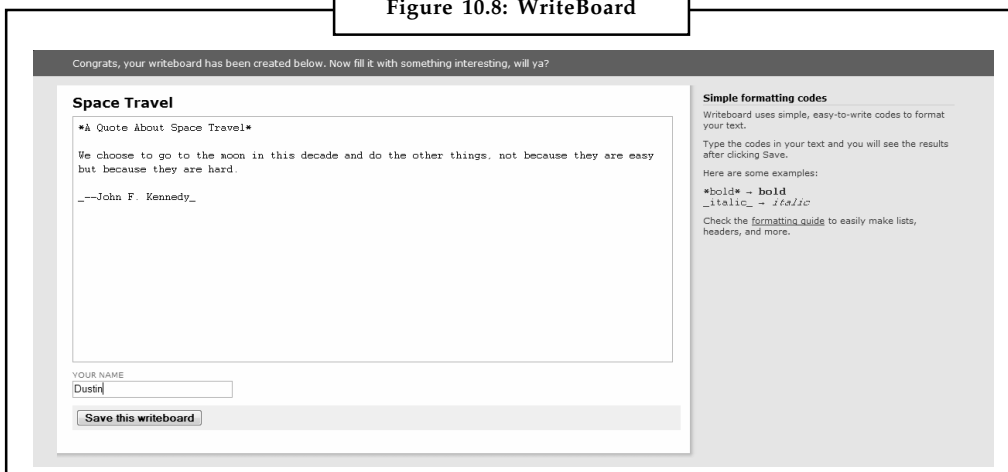 Figure 10.8: WriteBoard
Congrats, your writeboard has been created below. Now fill it with something interesting, will ya?
Space Travel
*A Quote About Space Travel*
We choose to go to the moon in this decade and do the other things, not because they are easy
but because they are hard.
_--John F. Kennedy_
YOUR NAME
Dustin
Save this writeboard
Simple formatting codes
Writeboard uses simple, easy-to-write codes to format
your text.
Type the codes in your text and you will see the results
after clicking Save.
Here are some examples:
*bold* → bold
_italic_ → italic
Check the formatting guide to easily make lists,
headers, and more.